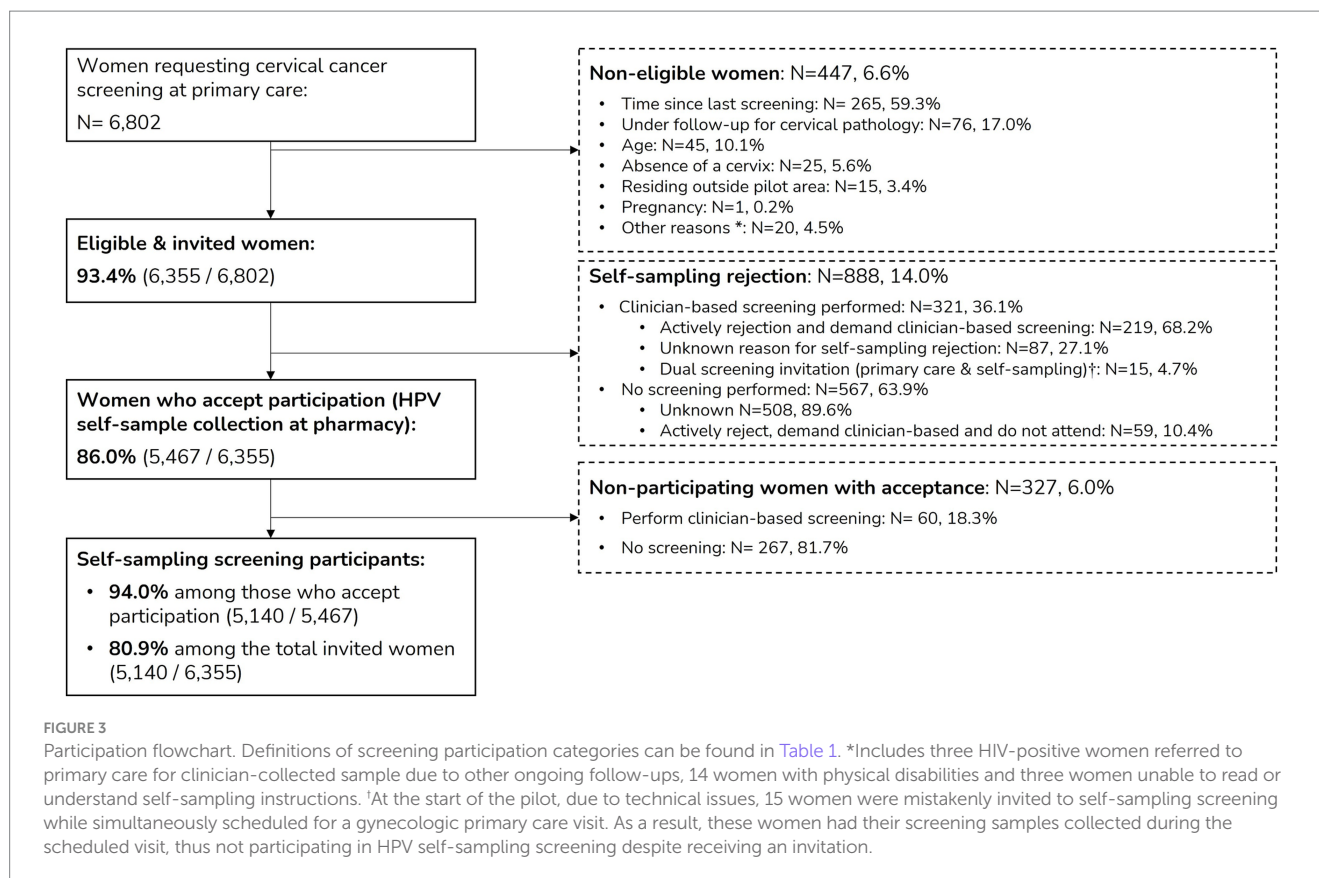 Women requesting cervical cancer
screening at primary care:
N= 6,802
Non-eligible women: N=447, 6.6%
• Time since last screening: N= 265, 59.3%
• Under follow-up for cervical pathology: N=76, 17.0%
• Age: N=45, 10.1%
• Absence of a cervix: N=25, 5.6%
• Residing outside pilot area: N=15, 3.4%
• Pregnancy: N=1, 0.2%
• Other reasons *: N=20, 4.5%
Eligible & invited women:
93.4% (6,355 / 6,802)
Self-sampling rejection: N=888, 14.0%
• Clinician-based screening performed: N=321, 36.1%
• Actively rejection and demand clinician-based screening: N=219, 68.2%
• Unknown reason for self-sampling rejection: N=87, 27.1%
• Dual screening invitation (primary care & self-sampling)†: N=15, 4.7%
• No screening performed: N=567, 63.9%
• Unknown N=508, 89.6%
• Actively reject, demand clinician-based and do not attend: N=59, 10.4%
Women who accept participation (HPV
self-sample collection at pharmacy):
86.0% (5,467 / 6,355)
Non-participating women with acceptance: N=327, 6.0%
• Perform clinician-based screening: N= 60, 18.3%
• No screening: N= 267, 81.7%
Self-sampling screening participants:
• 94.0% among those who accept
participation (5,140 / 5,467)
• 80.9% among the total invited women
(5,140 / 6,355)
FIGURE 3
Participation flowchart. Definitions of screening participation categories can be found in Table 1. *Includes three HIV-positive women referred to
primary care for clinician-collected sample due to other ongoing follow-ups, 14 women with physical disabilities and three women unable to read or
understand self-sampling instructions. †At the start of the pilot, due to technical issues, 15 women were mistakenly invited to self-sampling screening
while simultaneously scheduled for a gynecologic primary care visit. As a result, these women had their screening samples collected during the
scheduled visit, thus not participating in HPV self-sampling screening despite receiving an invitation.